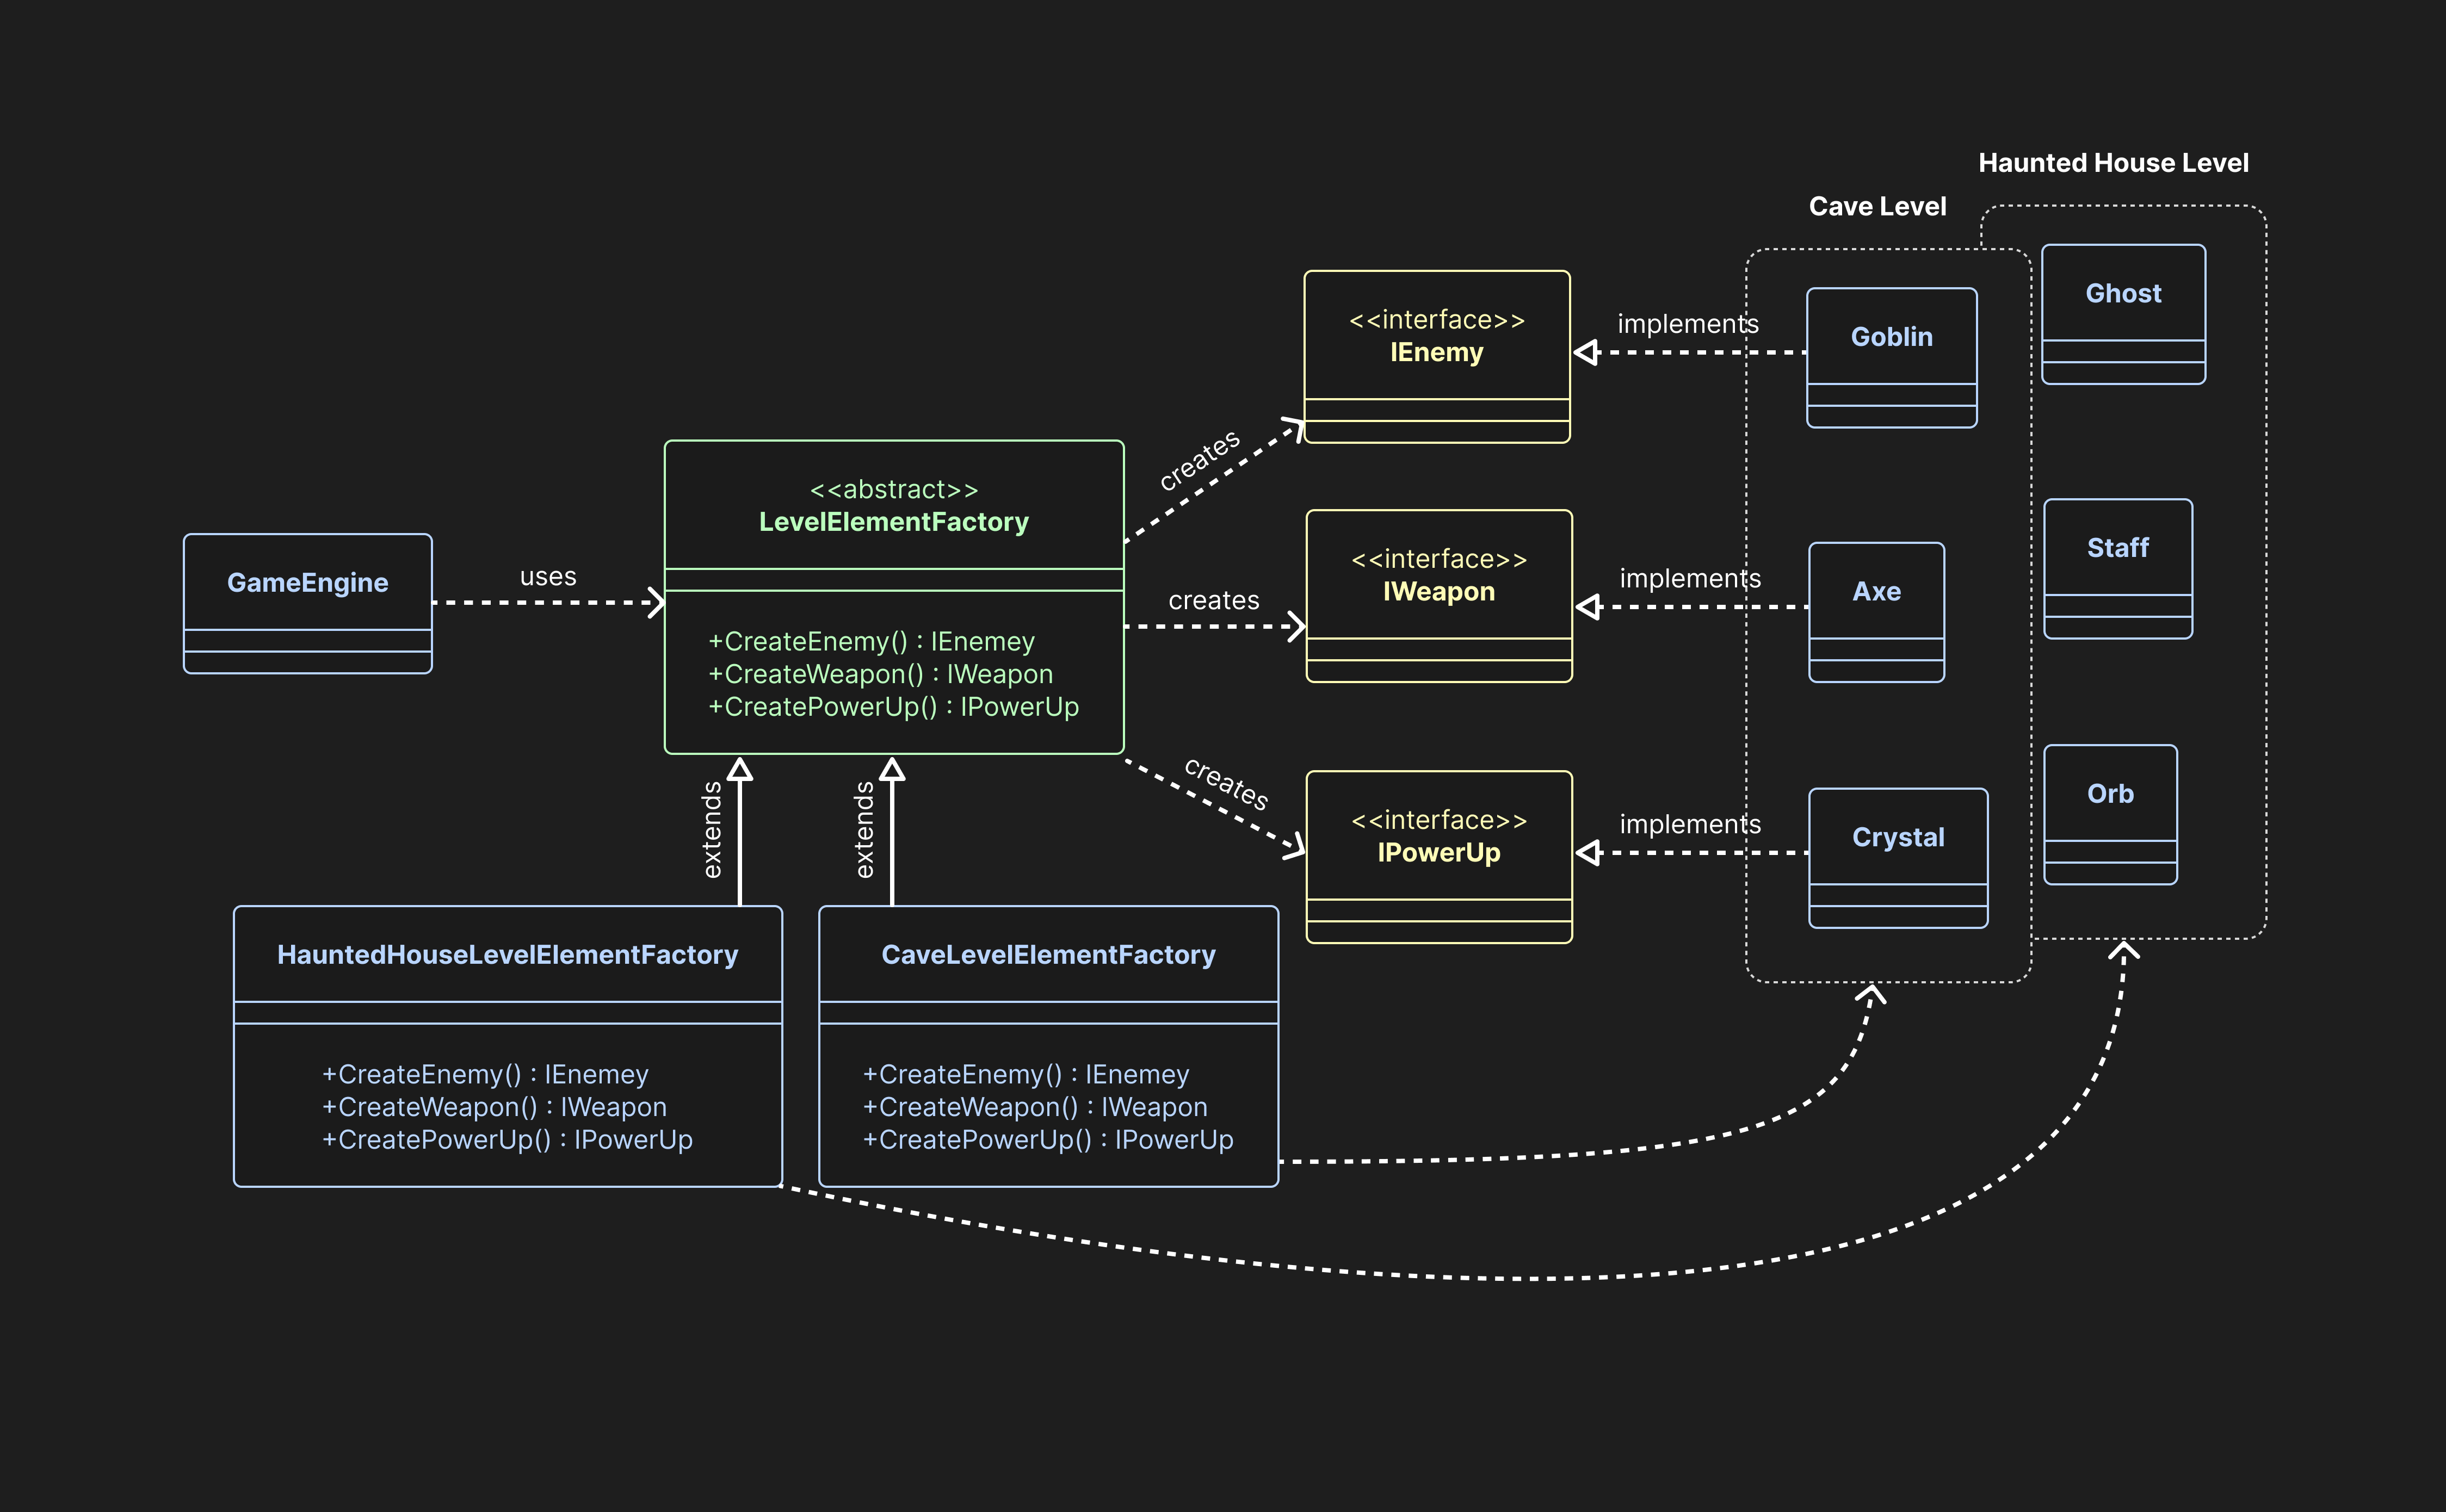 Haunted House Level
Cave Level
Ghost
<<interface>>
IEnemy
implements
Goblin
creates
<<abstract>>
LevelElementFactory
+CreateEnemy() : IEnemey
+CreateWeapon() : IWeapon
+CreatePowerUp() : IPowerUp
GameEngine
uses
creates
<<interface>>
IWeapon
implements
Axe
Staff
creates
<<interface>>
IPowerUp
implements
Crystal
Orb
extends
extends
HauntedHouseLevelElementFactory
+CreateEnemy() : IEnemey
+CreateWeapon() : IWeapon
+CreatePowerUp() : IPowerUp
CaveLevelElementFactory
+CreateEnemy() : IEnemey
+CreateWeapon() : IWeapon
+CreatePowerUp() : IPowerUp